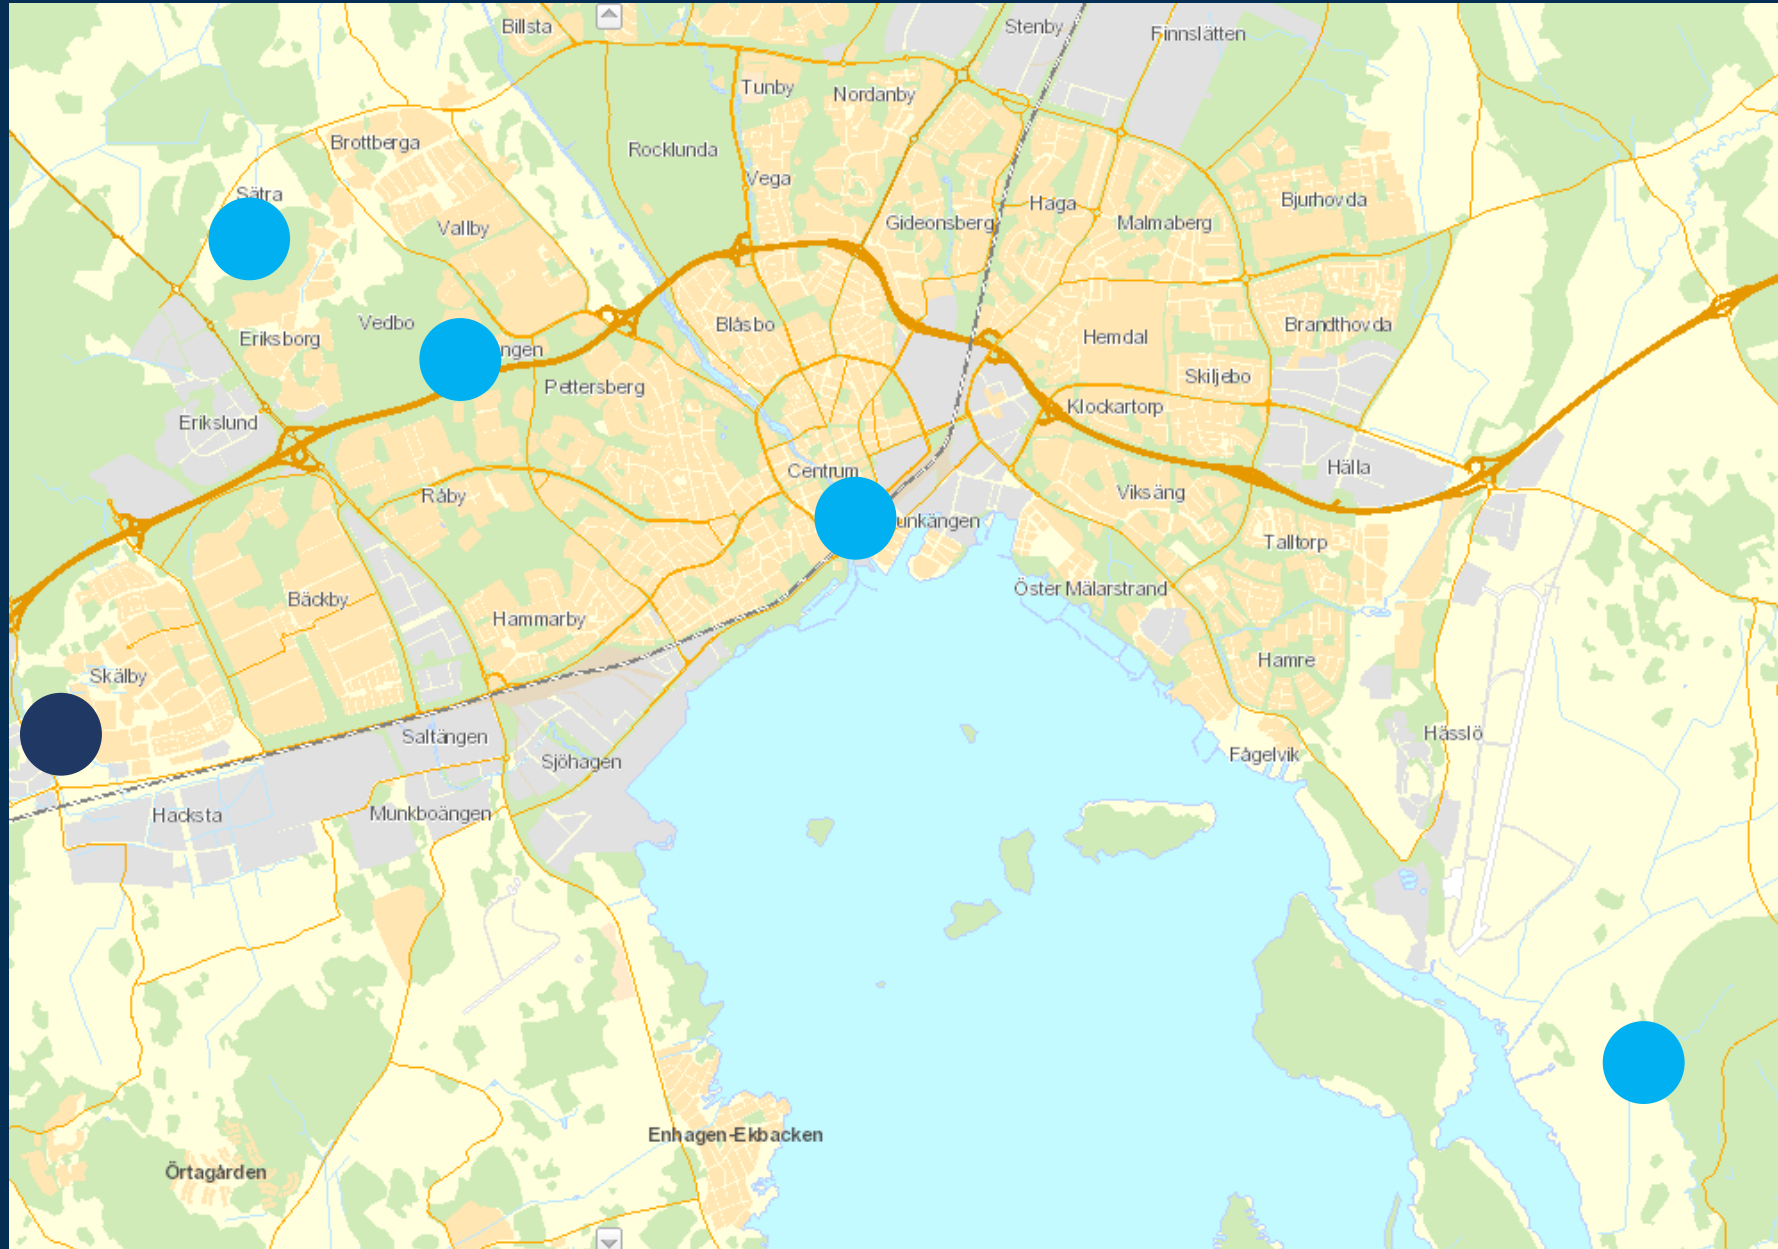 Billsta
Stenby
Finnslätten
Tunby
Nordanby
Brottberga
Rocklunda
Vega
Sätra
Haga
Bjurhovda
Vallby
Gideonsberg
Malmaberg
Vedbo
Blåsbo
Brandthovda
Eriksborg
Hemdal
ngen
Pettersberg
Skiljebo
Klockartorp
Erikslund
Centrum
Hälla
Råby
Viksäng
unkängen
Talltorp
Öster Mälarstrand
Bäckby
Hammarby
Hamre
Skälby
Saltängen
Hässlö
Sjöhagen
Fågelvik
Hacksta
Munkboängen
Enhagen-Ekbacken
Örtagården